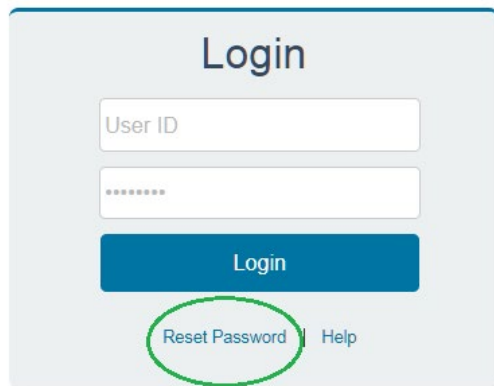 Login
User ID
••••••••
Login
Reset Password | Help